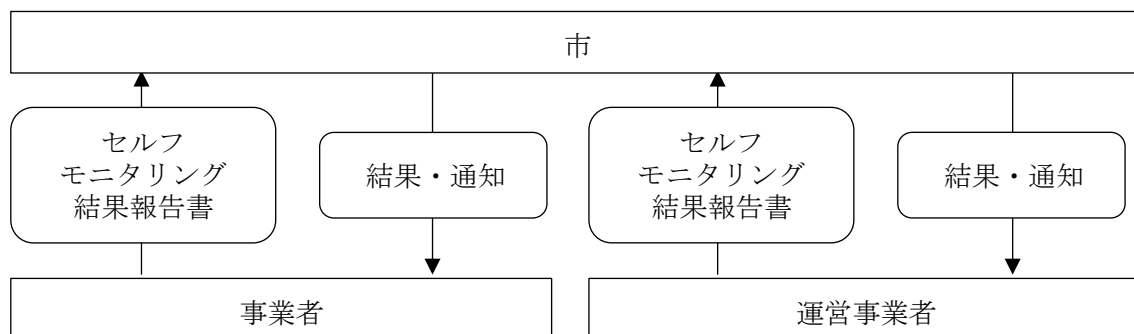 市
セルフ
モニタリング
結果報告書
結果・通知
セルフ
モニタリング
結果報告書
結果・通知
事業者
運営事業者